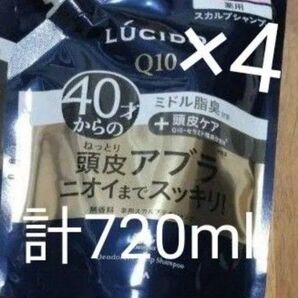 薬用
スカルプシャンプー
LÚCIDO
×4
Q10
40才
からの
ミドル脂臭
+頭皮ケア
ねっとり
頭皮アブラ
ニオイまでスッキリ!
無香料
計720ml